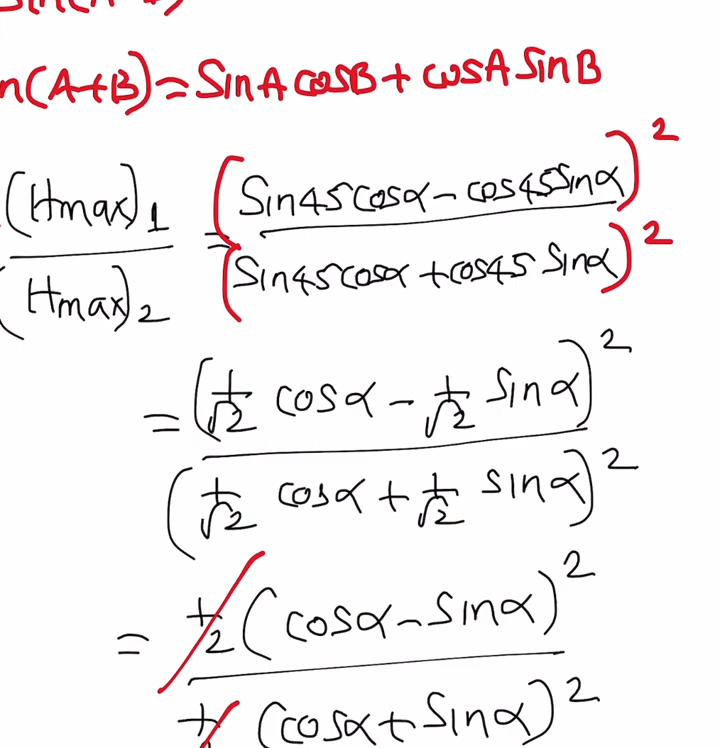 n(A+B)=SinA cosB + cosA SinB
(Hmax)1 / (Hmax)2 = (Sin45 cosα - cos45 Sinα)² / (Sin45 cosα + cos45 Sinα)²
= (1/√2 cosα - 1/√2 Sinα)² / (1/√2 cosα + 1/√2 sinα)²
= 1/2 (cosα - Sinα)² / 1/ (cosα + Sinα)²